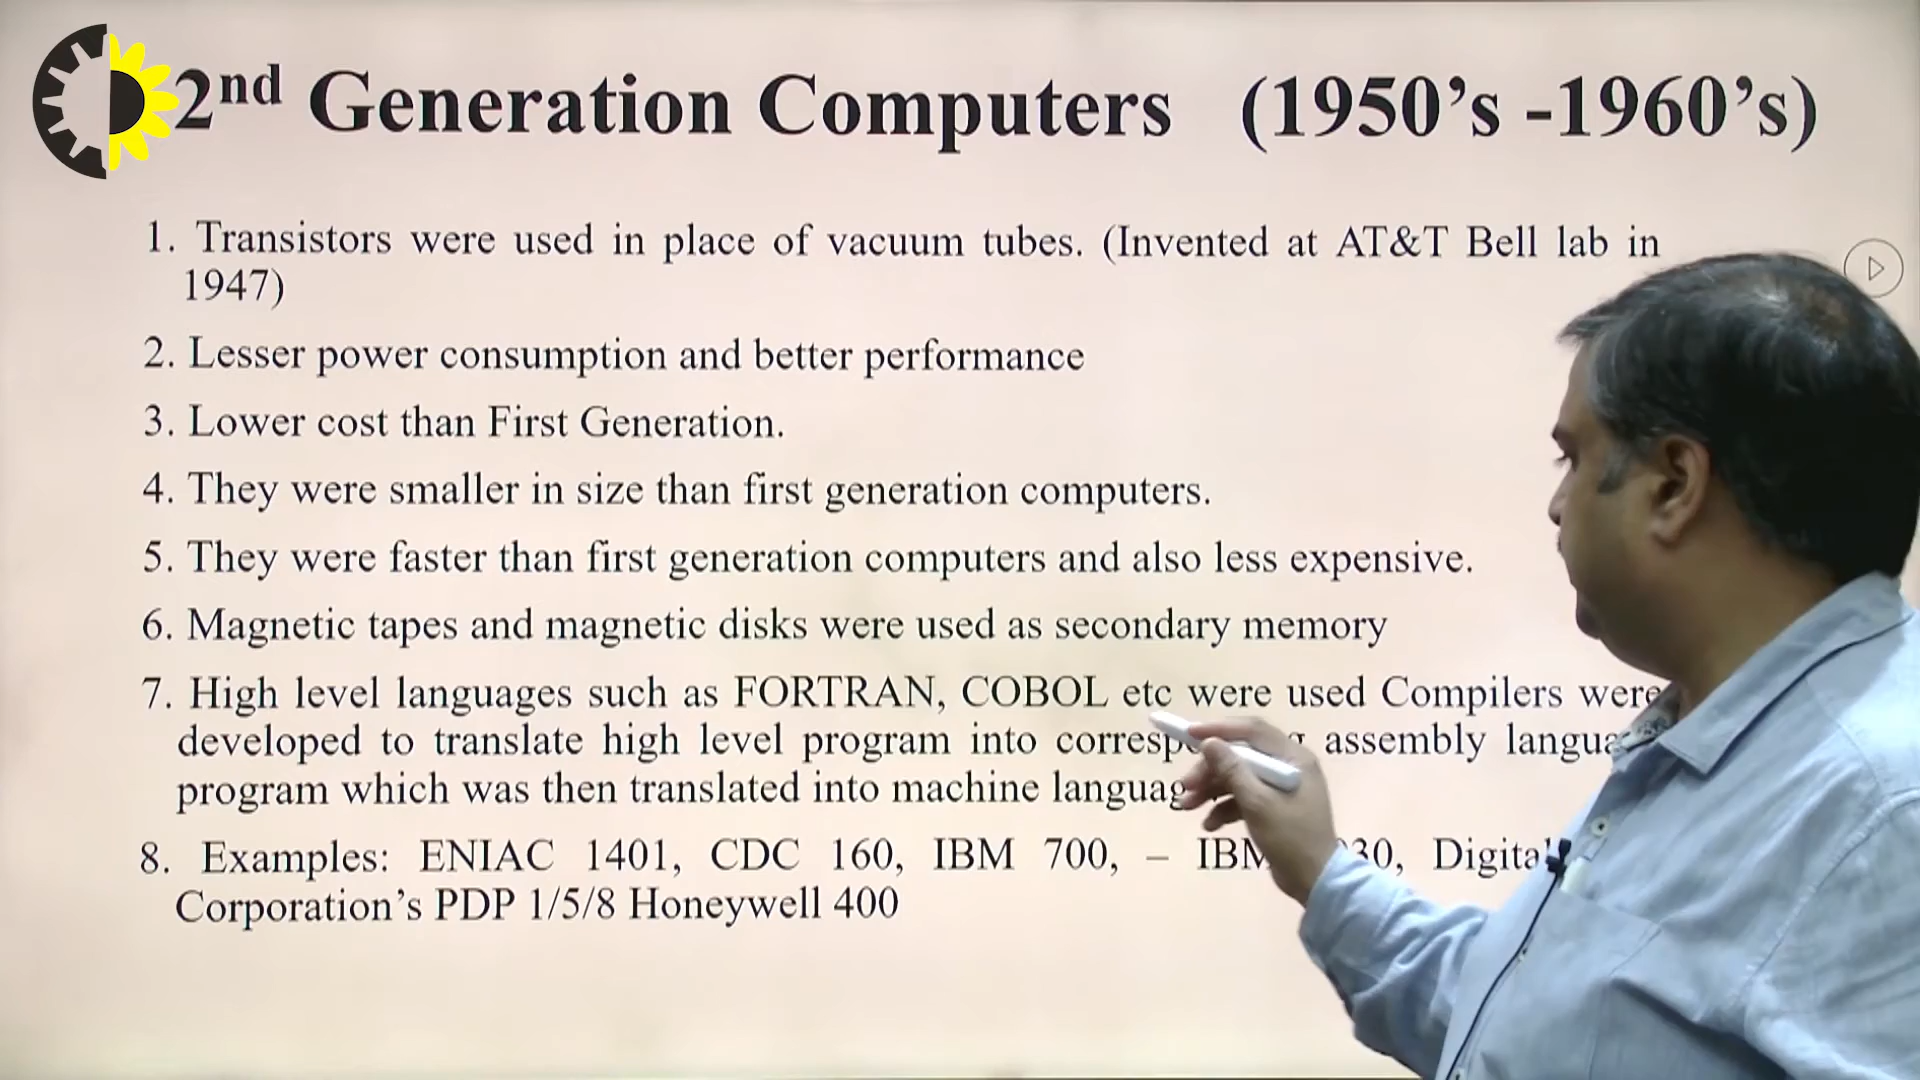 2nd Generation Computers (1950's -1960's)
1. Transistors were used in place of vacuum tubes. (Invented at AT&T Bell lab in
1947)
2. Lesser power consumption and better performance
3. Lower cost than First Generation.
4. They were smaller in size than first generation computers.
5. They were faster than first generation computers and also less expensive.
6. Magnetic tapes and magnetic disks were used as secondary memory
7. High level languages such as FORTRAN, COBOL etc were used Compilers were
developed to translate high level program into assembly
program which was then translated into machine
8. Examples: ENIAC 1401, CDC 160, IBM 700, –
Corporation's PDP 1/5/8 Honeywell 400